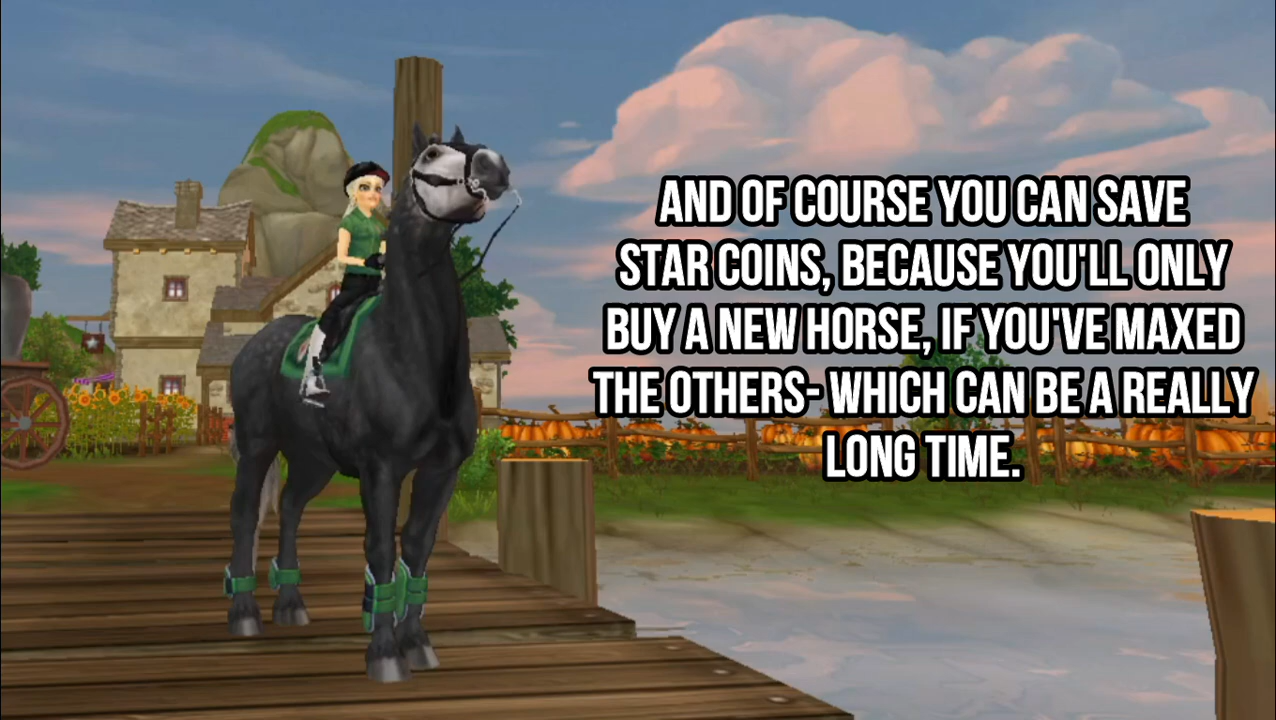 AND OF COURSE YOU CAN SAVE
STAR COINS, BECAUSE YOU'LL ONLY
BUY A NEW HORSE, IF YOU'VE MAXED
THE OTHERS- WHICH CAN BE A REALLY
LONG TIME.